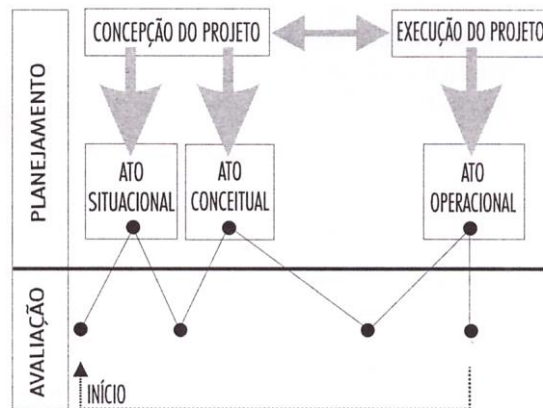 CONCEPÇÃO DO PROJETO
EXECUÇÃO DO PROJETO
PLANEJAMENTO
ATO
SITUACIONAL
ATO
CONCEITUAL
ATO
OPERACIONAL
AVALIAÇÃO
INÍCIO